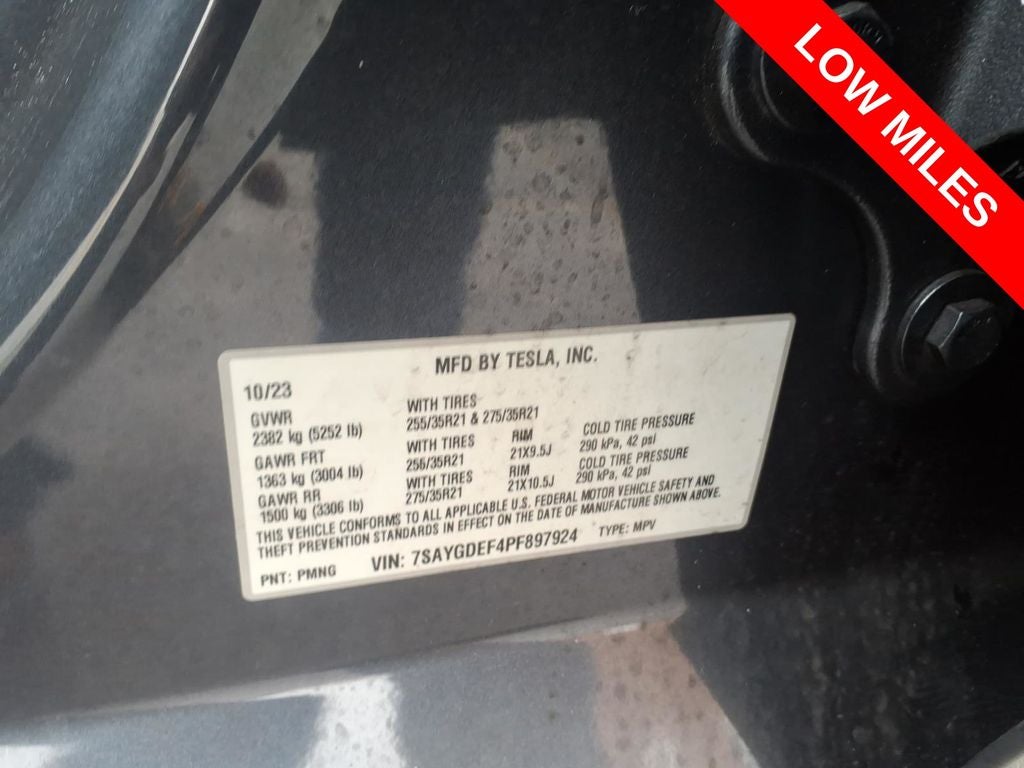 LOW MILES
MFD BY TESLA, INC.
10/23
GVWR WITH TIRES
2382 kg (5252 lb) 255/35R21 & 275/35R21
GAWR FRT WITH TIRES RIM COLD TIRE PRESSURE
1363 kg (3004 lb) 255/35R21 21X9.5J 290 kPa, 42 psi
GAWR RR WITH TIRES RIM COLD TIRE PRESSURE
1500 kg (3306 lb) 275/35R21 21X10.5J 290 kPa, 42 psi
THIS VEHICLE CONFORMS TO ALL APPLICABLE U.S. FEDERAL MOTOR VEHICLE SAFETY AND
THEFT PREVENTION STANDARDS IN EFFECT ON THE DATE OF MANUFACTURE SHOWN ABOVE.
PNT: PMNG VIN: 7SAYGDEF4PF897924 TYPE: MPV